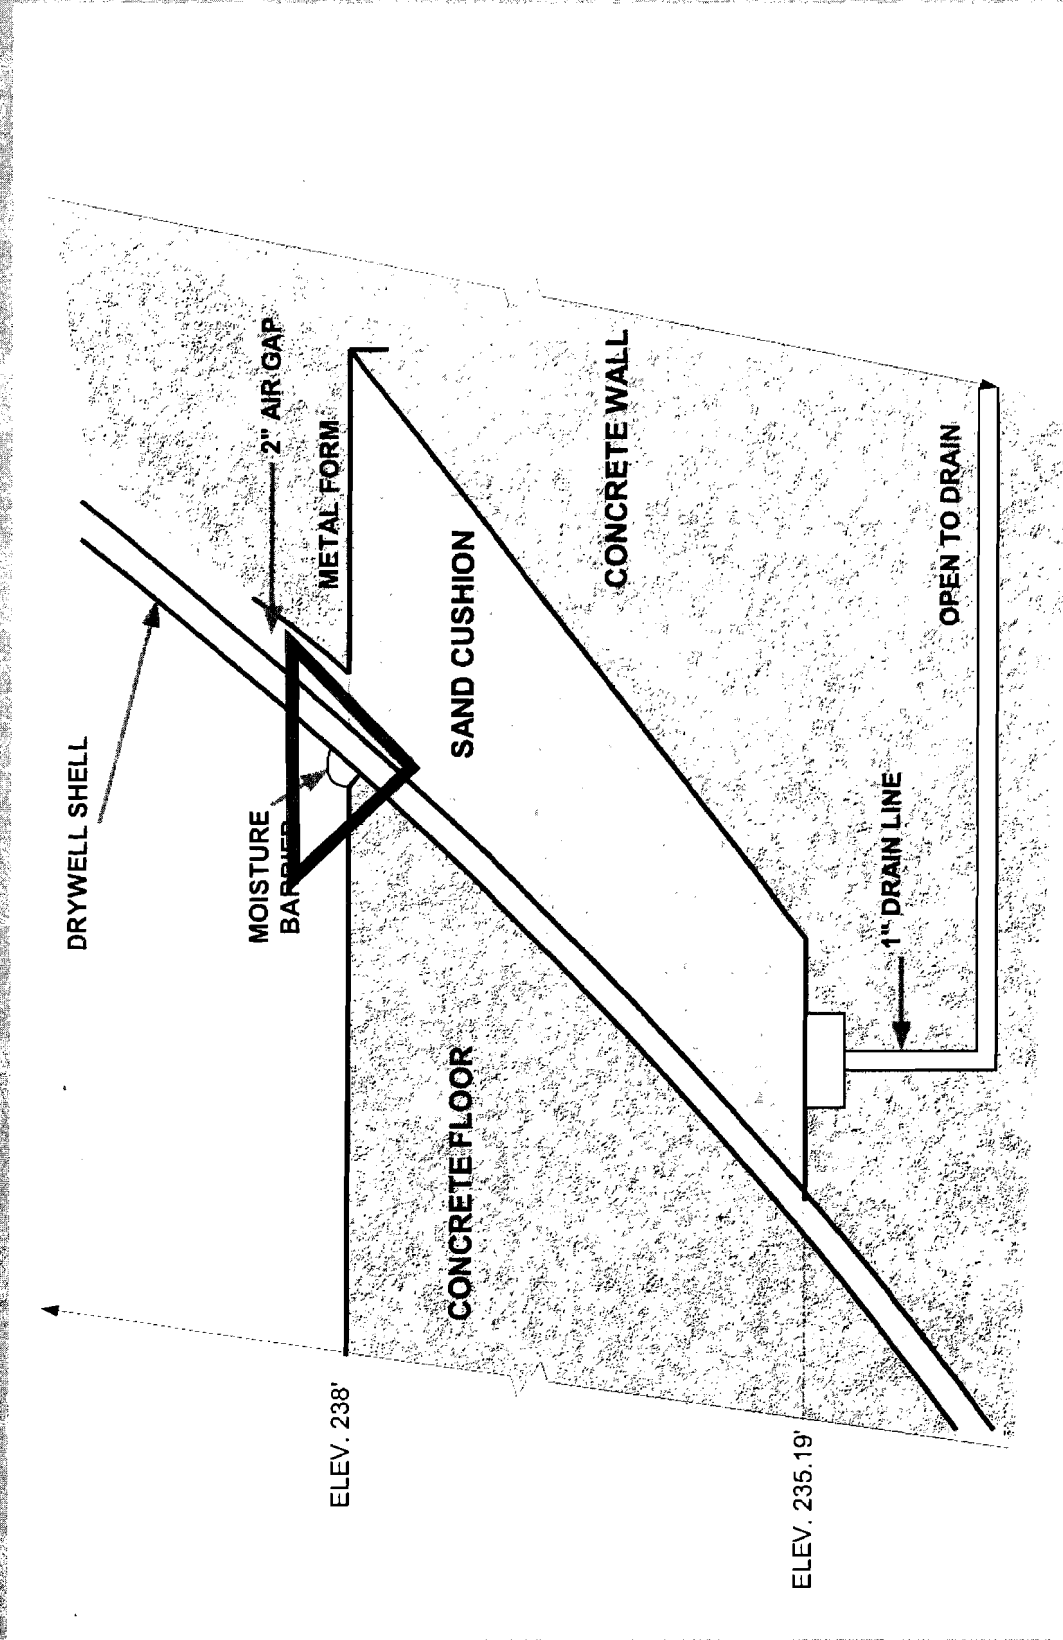 DRYWELL SHELL
2" AIR GAP
MOISTURE
BARRIER
METAL FORM
ELEV. 238'
CONCRETE FLOOR
SAND CUSHION
CONCRETE WALL
ELEV. 235.19'
1" DRAIN LINE
OPEN TO DRAIN